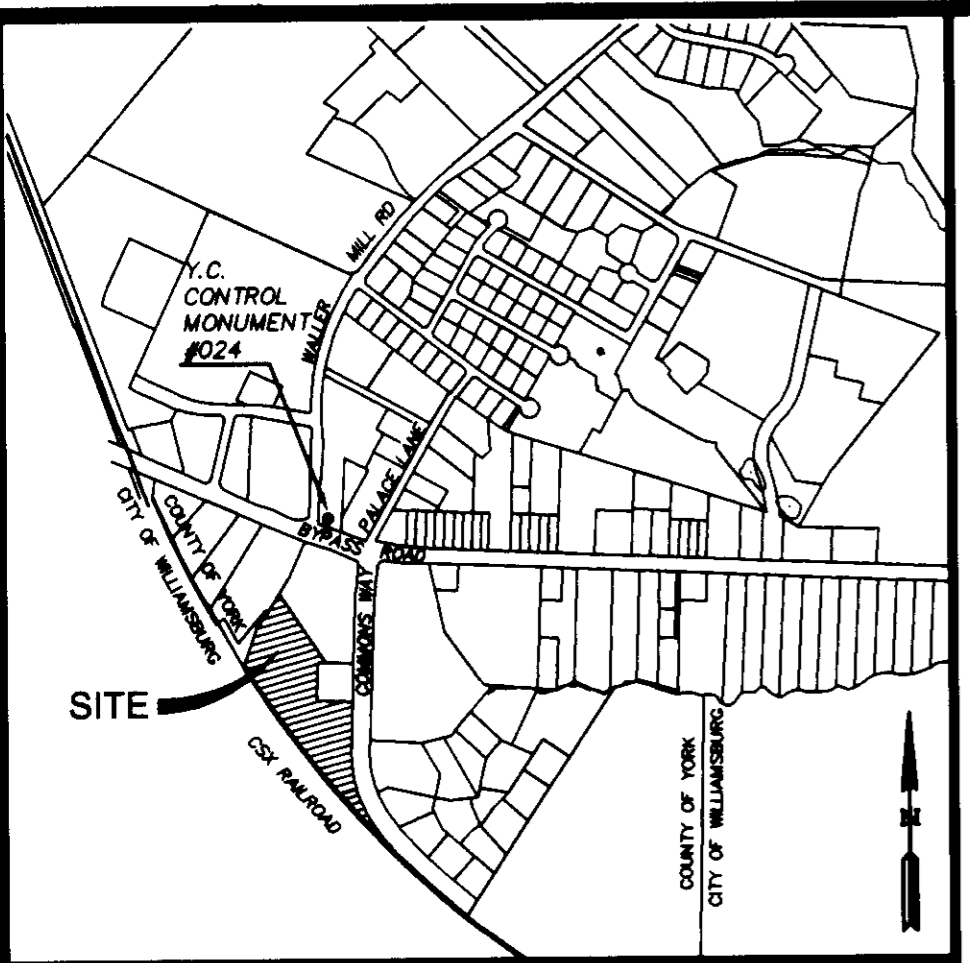 MILL RD
Y.C.
CONTROL
MONUMENT
#024
WALLER
PALACE LANE
BYPASS ROAD
CITY OF WILLIAMSBURG
COUNTY OF YORK
COMMONS WAY
SITE
CSX RAILROAD
COUNTY OF YORK
CITY OF WILLIAMSBURG
N